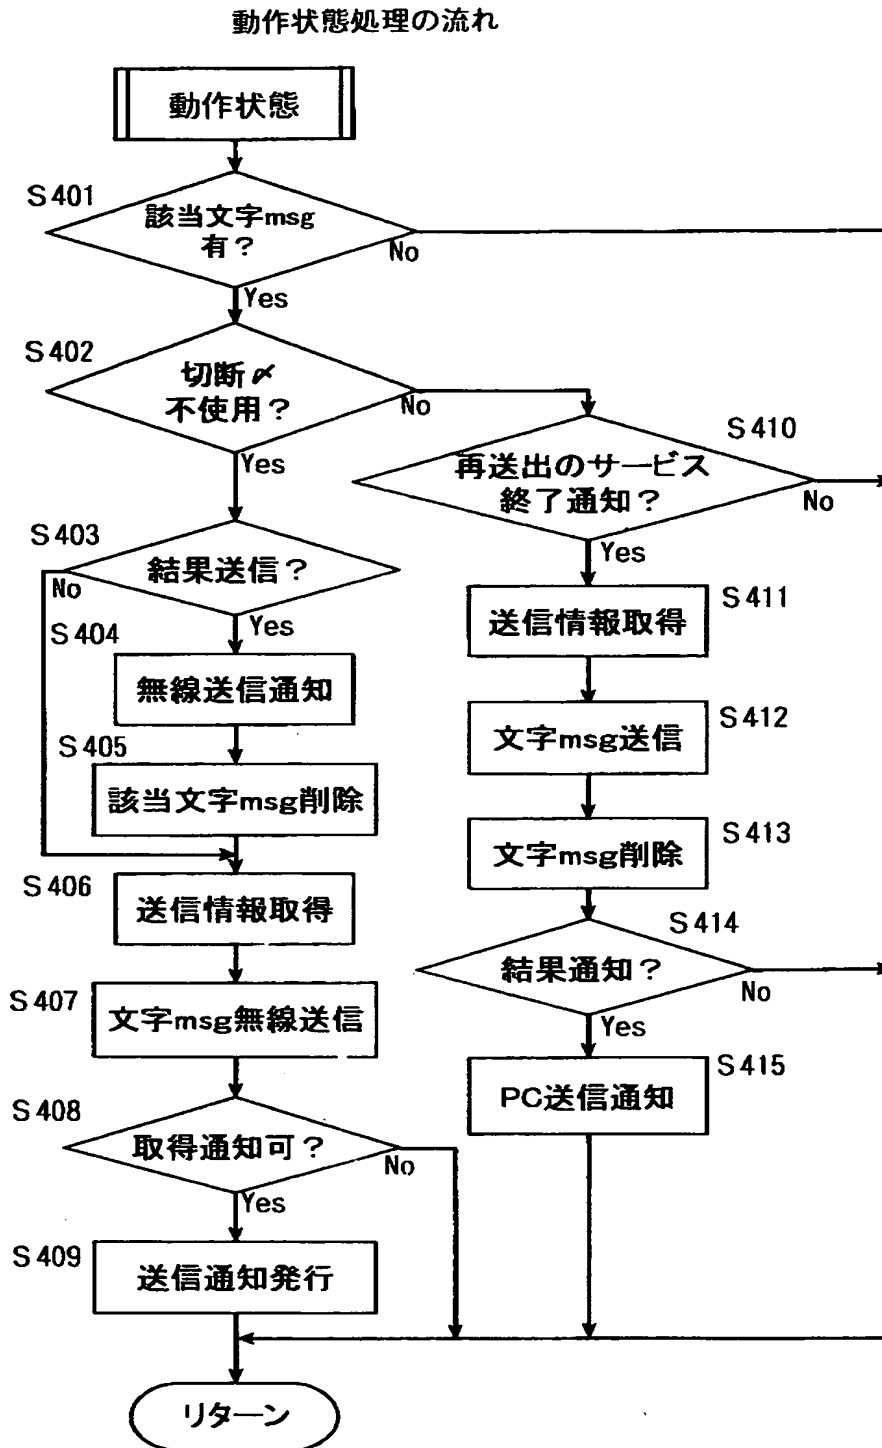 動作状態処理の流れ
動作状態
S401
該当文字msg
有?
No
Yes
S402
切断〆
不使用?
No
Yes
S410
再送出のサービス
終了通知?
No
Yes
S403
結果送信?
No
Yes
S411
送信情報取得
S404
無線送信通知
S412
文字msg送信
S405
該当文字msg削除
S413
文字msg削除
S406
送信情報取得
S414
結果通知?
No
Yes
S407
文字msg無線送信
S415
PC送信通知
S408
取得通知可?
No
Yes
S409
送信通知発行
リターン